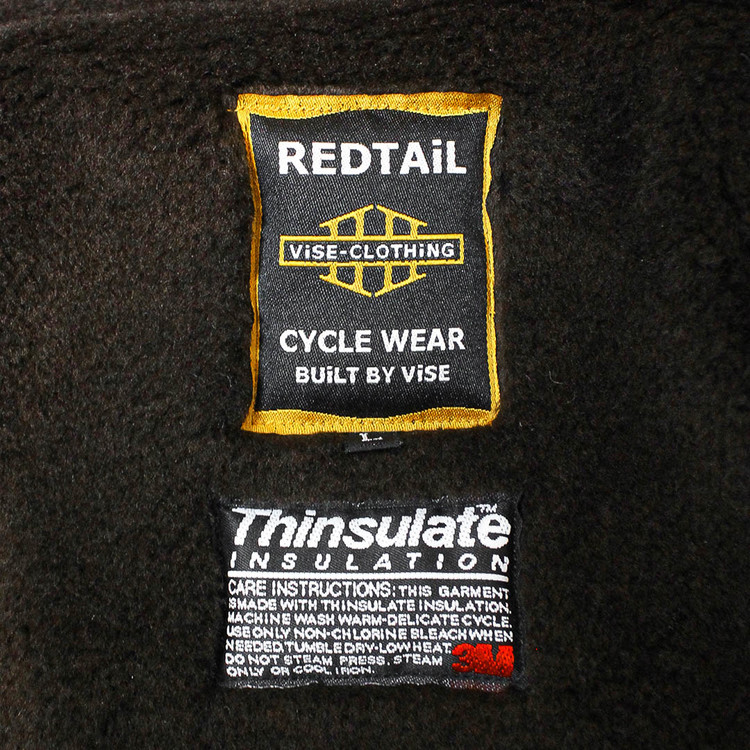 REDTAiL
ViSE-CLOTHiNG
CYCLE WEAR
BUiLT BY ViSE
Thinsulate™
INSULATION
CARE INSTRUCTIONS: THIS GARMENT
IS MADE WITH THINSULATE INSULATION.
MACHINE WASH WARM-DELICATE CYCLE.
USE ONLY NON-CHLORINE BLEACH WHEN
NEEDED. TUMBLE DRY-LOW HEAT.
DO NOT STEAM PRESS. STEAM
ONLY OR COOL IRON.
3M